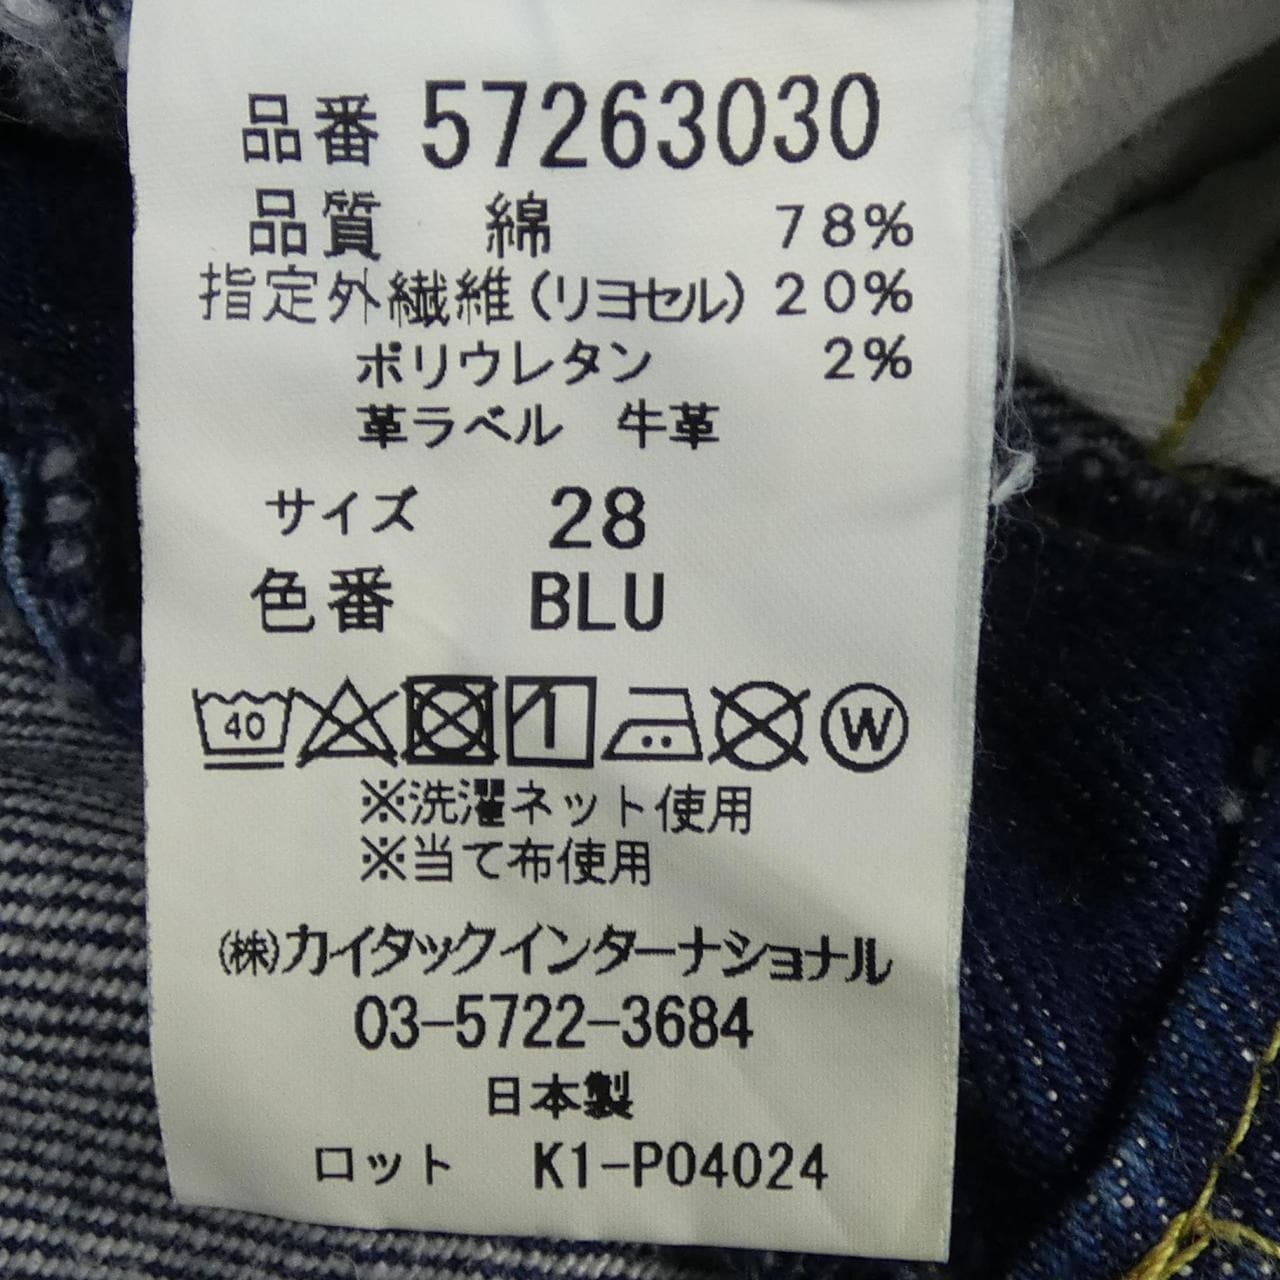 品番 57263030
品質 綿 78%
指定外繊維(リヨセル) 20%
ポリウレタン 2%
革ラベル 牛革
サイズ 28
色番 BLU
40 W
※洗濯ネット使用
※当て布使用
(株)カイタックインターナショナル
03-5722-3684
日本製
ロット K1-P04024